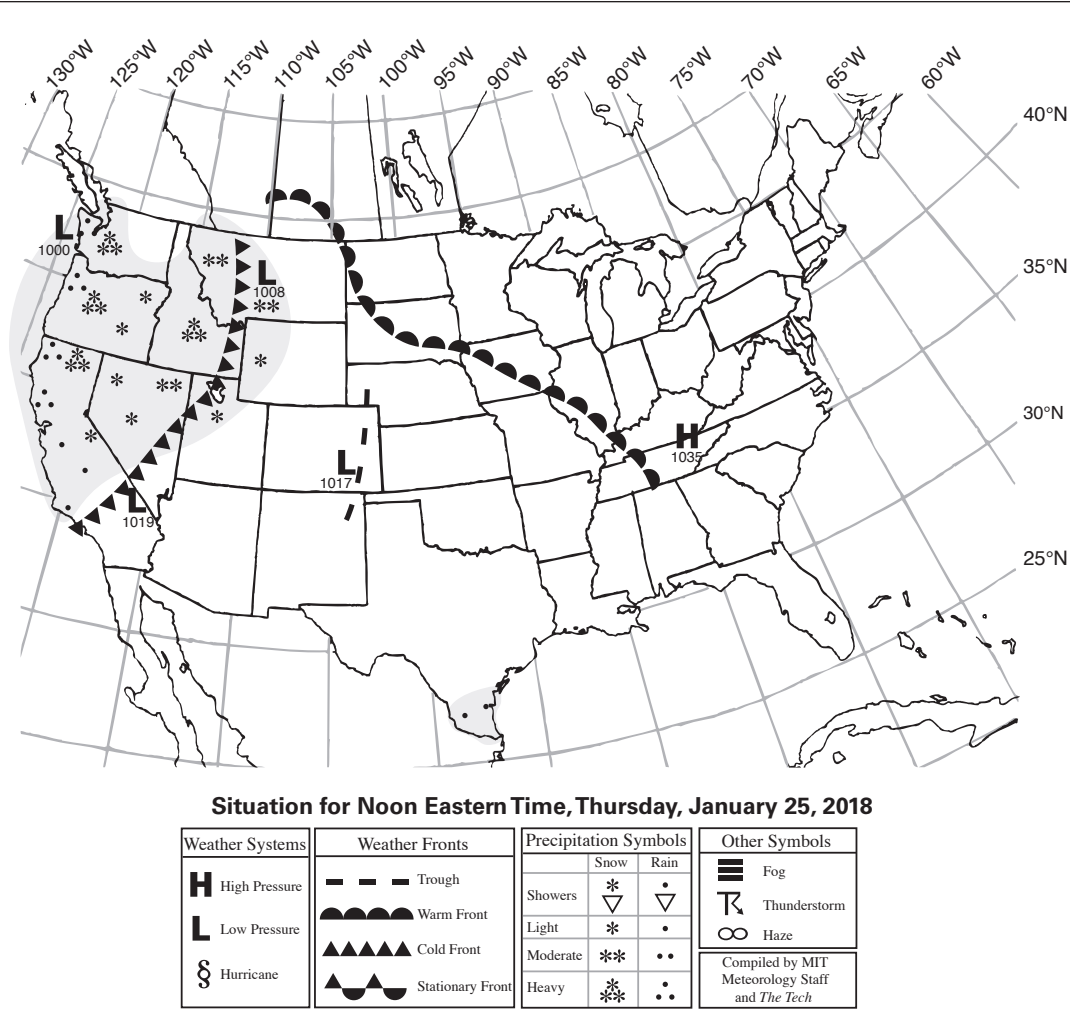 130°W
125°W
120°W
115°W
110°W
105°W
100°W
95°W
90°W
85°W
80°W
75°W
70°W
65°W
60°W
40°N
35°N
30°N
25°N
L
1000
L
1008
L
1017
L
1019
H
1035
Situation for Noon Eastern Time, Thursday, January 25, 2018
Weather Systems
H High Pressure
L Low Pressure
§ Hurricane
Weather Fronts
Trough
Warm Front
Cold Front
Stationary Front
Precipitation Symbols
Snow Rain
Showers
Light
Moderate
Heavy
Other Symbols
Fog
Thunderstorm
Haze
Compiled by MIT
Meteorology Staff
and The Tech